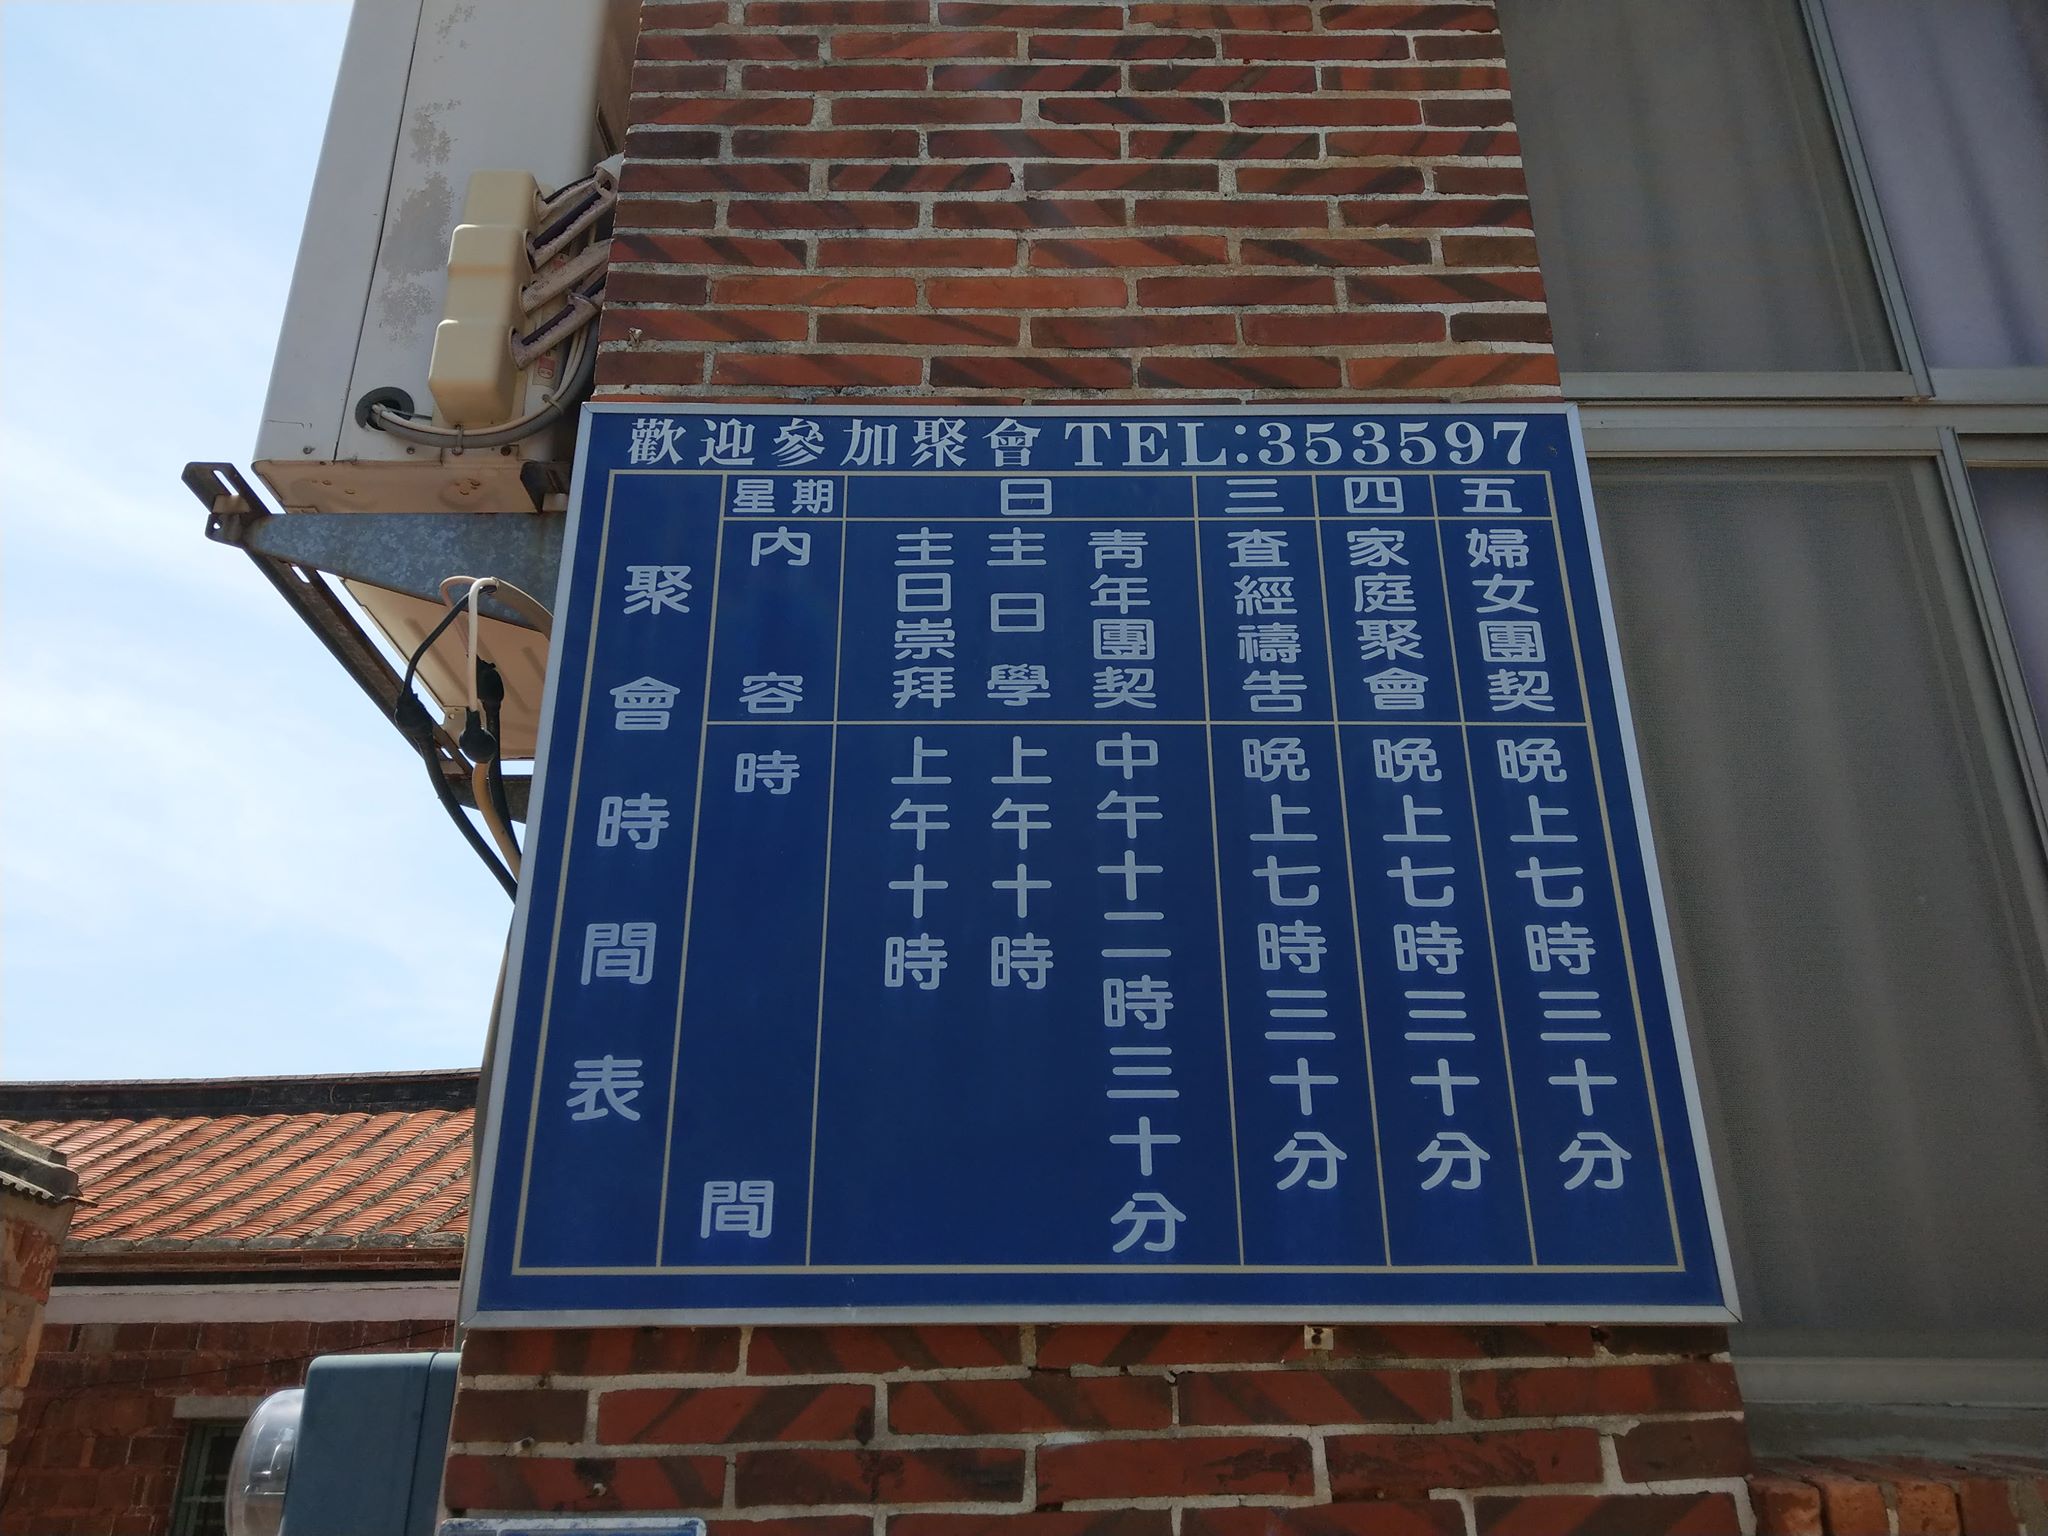 歡迎參加聚會TEL:353597
聚會時間表
星期
日
三
四
五
內容
主日崇拜
主日學
青年團契
查經禱告
家庭聚會
婦女團契
時間
上午十時
上午十時
中午十二時三十分
晚上七時三十分
晚上七時三十分
晚上七時三十分